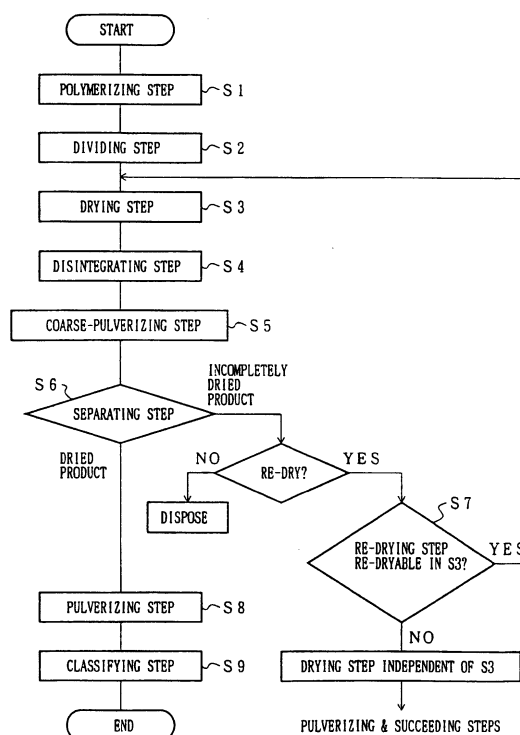 START
POLYMERIZING STEP
S1
DIVIDING STEP
S2
DRYING STEP
S3
DISINTEGRATING STEP
S4
COARSE-PULVERIZING STEP
S5
S6
SEPARATING STEP
INCOMPLETELY
DRIED
PRODUCT
DRIED
PRODUCT
NO
RE-DRY?
YES
DISPOSE
S7
RE-DRYING STEP
RE-DRYABLE IN S3?
YES
NO
PULVERIZING STEP
S8
CLASSIFYING STEP
S9
DRYING STEP INDEPENDENT OF S3
END
PULVERIZING & SUCCEEDING STEPS